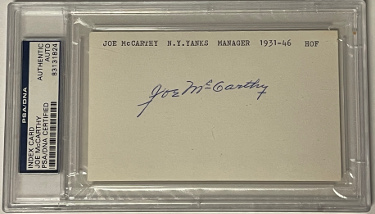 JOE McCARTHY N.Y.YANKS MANAGER 1931-46 HOF
Joe McCarthy
PSA/DNA
INDEX CARD
JOE McCARTHY
PSA/DNA CERTIFIED
AUTHENTIC
AUTO
83131824